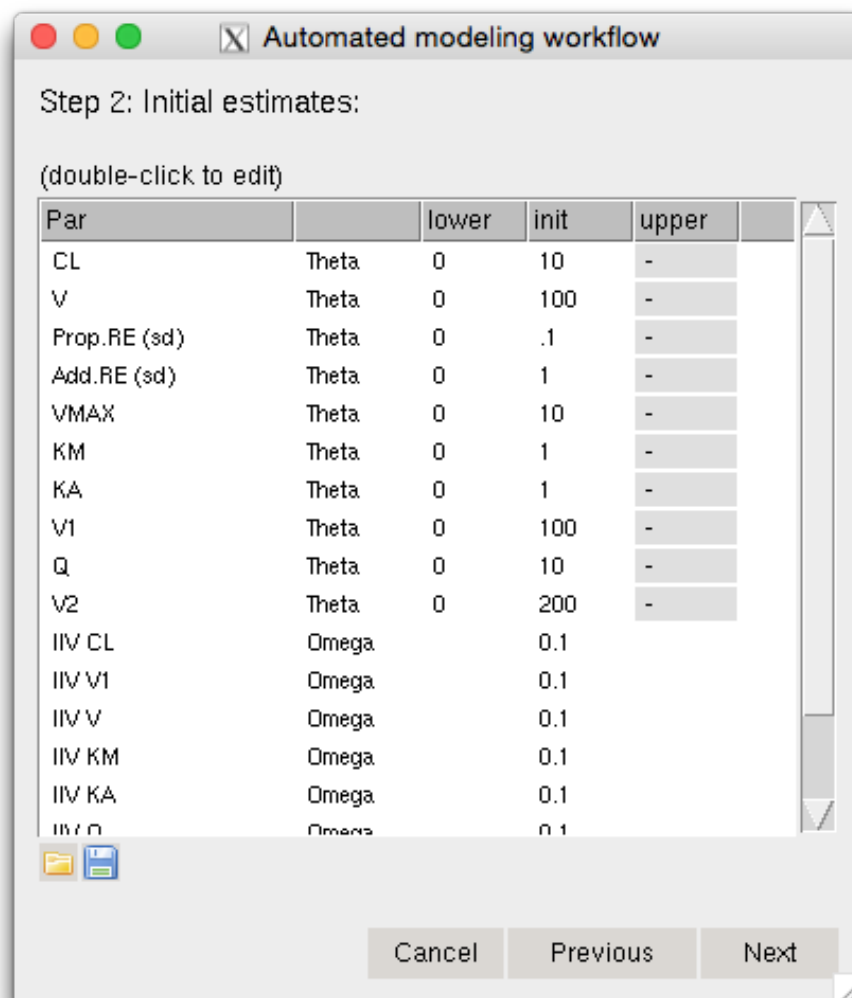 Automated modeling workflow
Step 2: Initial estimates:
(double-click to edit)
Par lower init upper
CL Theta 0 10 -
V Theta 0 100 -
Prop.RE (sd) Theta 0 .1 -
Add.RE (sd) Theta 0 1 -
VMAX Theta 0 10 -
KM Theta 0 1 -
KA Theta 0 1 -
V1 Theta 0 100 -
Q Theta 0 10 -
V2 Theta 0 200 -
IIV CL Omega 0.1
IIV V1 Omega 0.1
IIV V Omega 0.1
IIV KM Omega 0.1
IIV KA Omega 0.1
IIV Q Omega 0.1
Cancel Previous Next